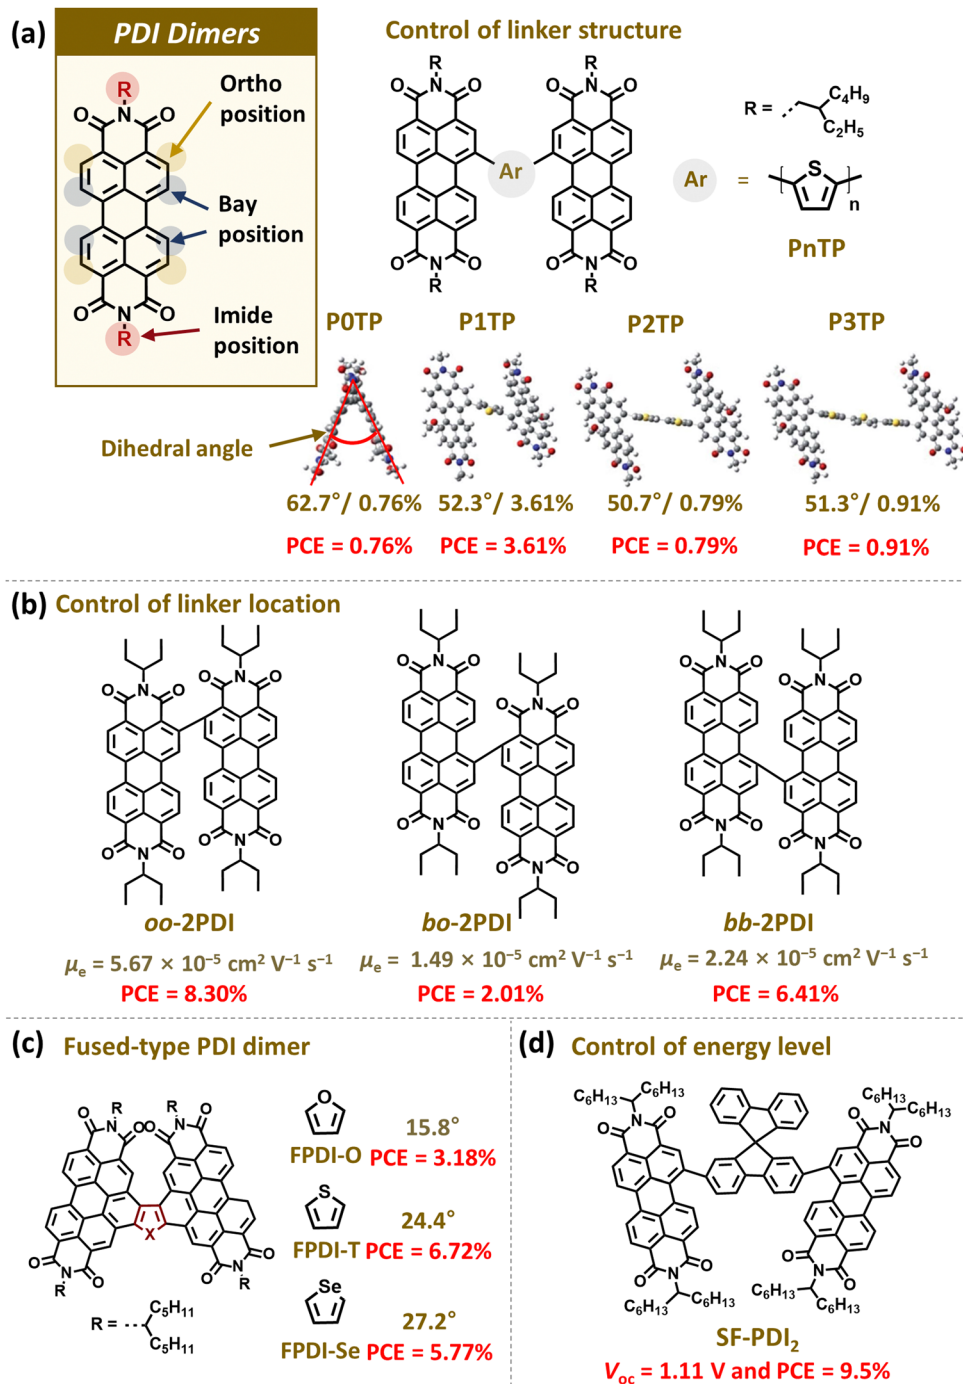 (a)
PDI Dimers
R
N
O
O
Ortho
position
Bay
position
O
O
N
R
Imide
position
Control of linker structure
R
R
O
N
O
O
N
O
Ar
O
N
O
O
N
O
R
R
R =
C₄H₉
C₂H₅
Ar
=
S
n
PnTP
P0TP
P1TP
P2TP
P3TP
Dihedral angle
62.7°/ 0.76%
52.3°/ 3.61%
50.7°/ 0.79%
51.3°/ 0.91%
PCE = 0.76%
PCE = 3.61%
PCE = 0.79%
PCE = 0.91%
(b)
Control of linker location
O
N
O
O
N
O
O
N
O
O
N
O
oo-2PDI
μₑ = 5.67 × 10⁻⁵ cm² V⁻¹ s⁻¹
PCE = 8.30%
O
N
O
O
N
O
O
N
O
O
N
O
bo-2PDI
μₑ = 1.49 × 10⁻⁵ cm² V⁻¹ s⁻¹
PCE = 2.01%
O
N
O
O
N
O
O
N
O
O
N
O
bb-2PDI
μₑ = 2.24 × 10⁻⁵ cm² V⁻¹ s⁻¹
PCE = 6.41%
(c)
Fused-type PDI dimer
R
R
O
N
O
O
N
O
X
O
N
O
O
N
O
R
R
R =
C₅H₁₁
C₅H₁₁
O
FPDI-O
15.8°
PCE = 3.18%
S
FPDI-T
24.4°
PCE = 6.72%
Se
FPDI-Se
27.2°
PCE = 5.77%
(d)
Control of energy level
C₆H₁₃
C₆H₁₃
C₆H₁₃
C₆H₁₃
O
N
O
O
N
O
O
N
O
O
N
O
C₆H₁₃
C₆H₁₃
C₆H₁₃
C₆H₁₃
SF-PDI₂
Vₒc = 1.11 V and PCE = 9.5%